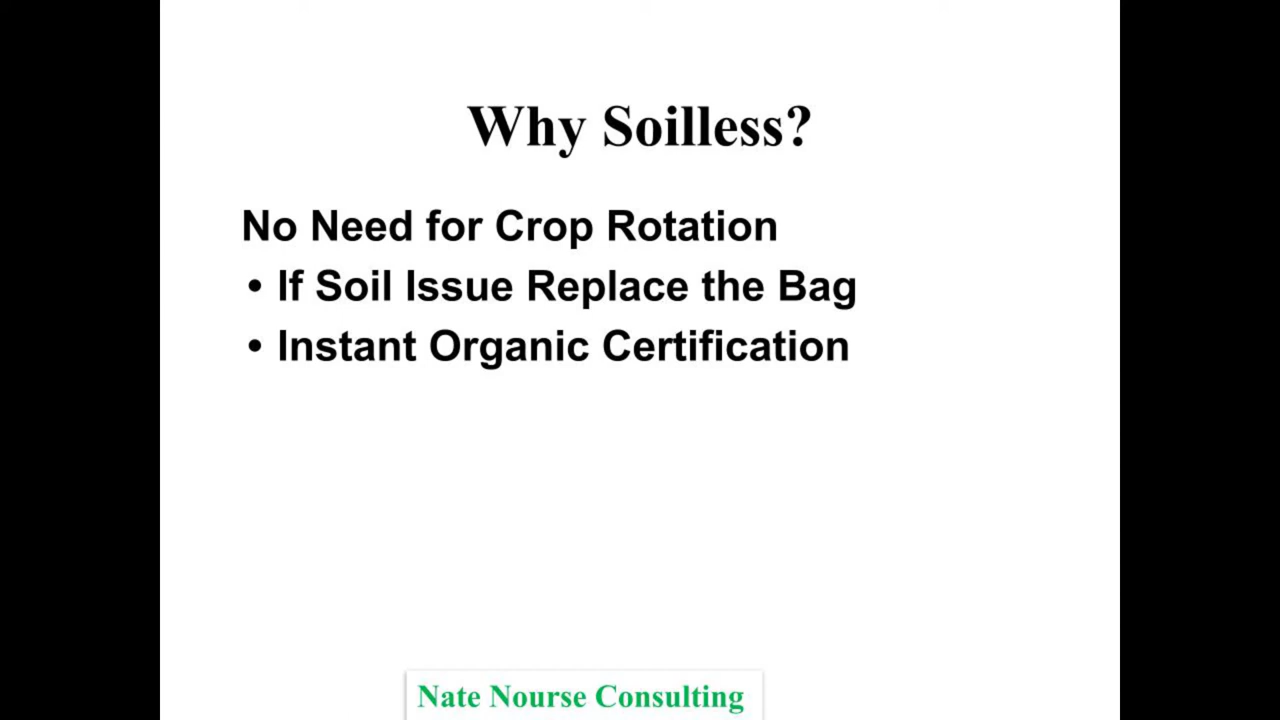 Why Soilless?
No Need for Crop Rotation
• If Soil Issue Replace the Bag
• Instant Organic Certification
Nate Nourse Consulting